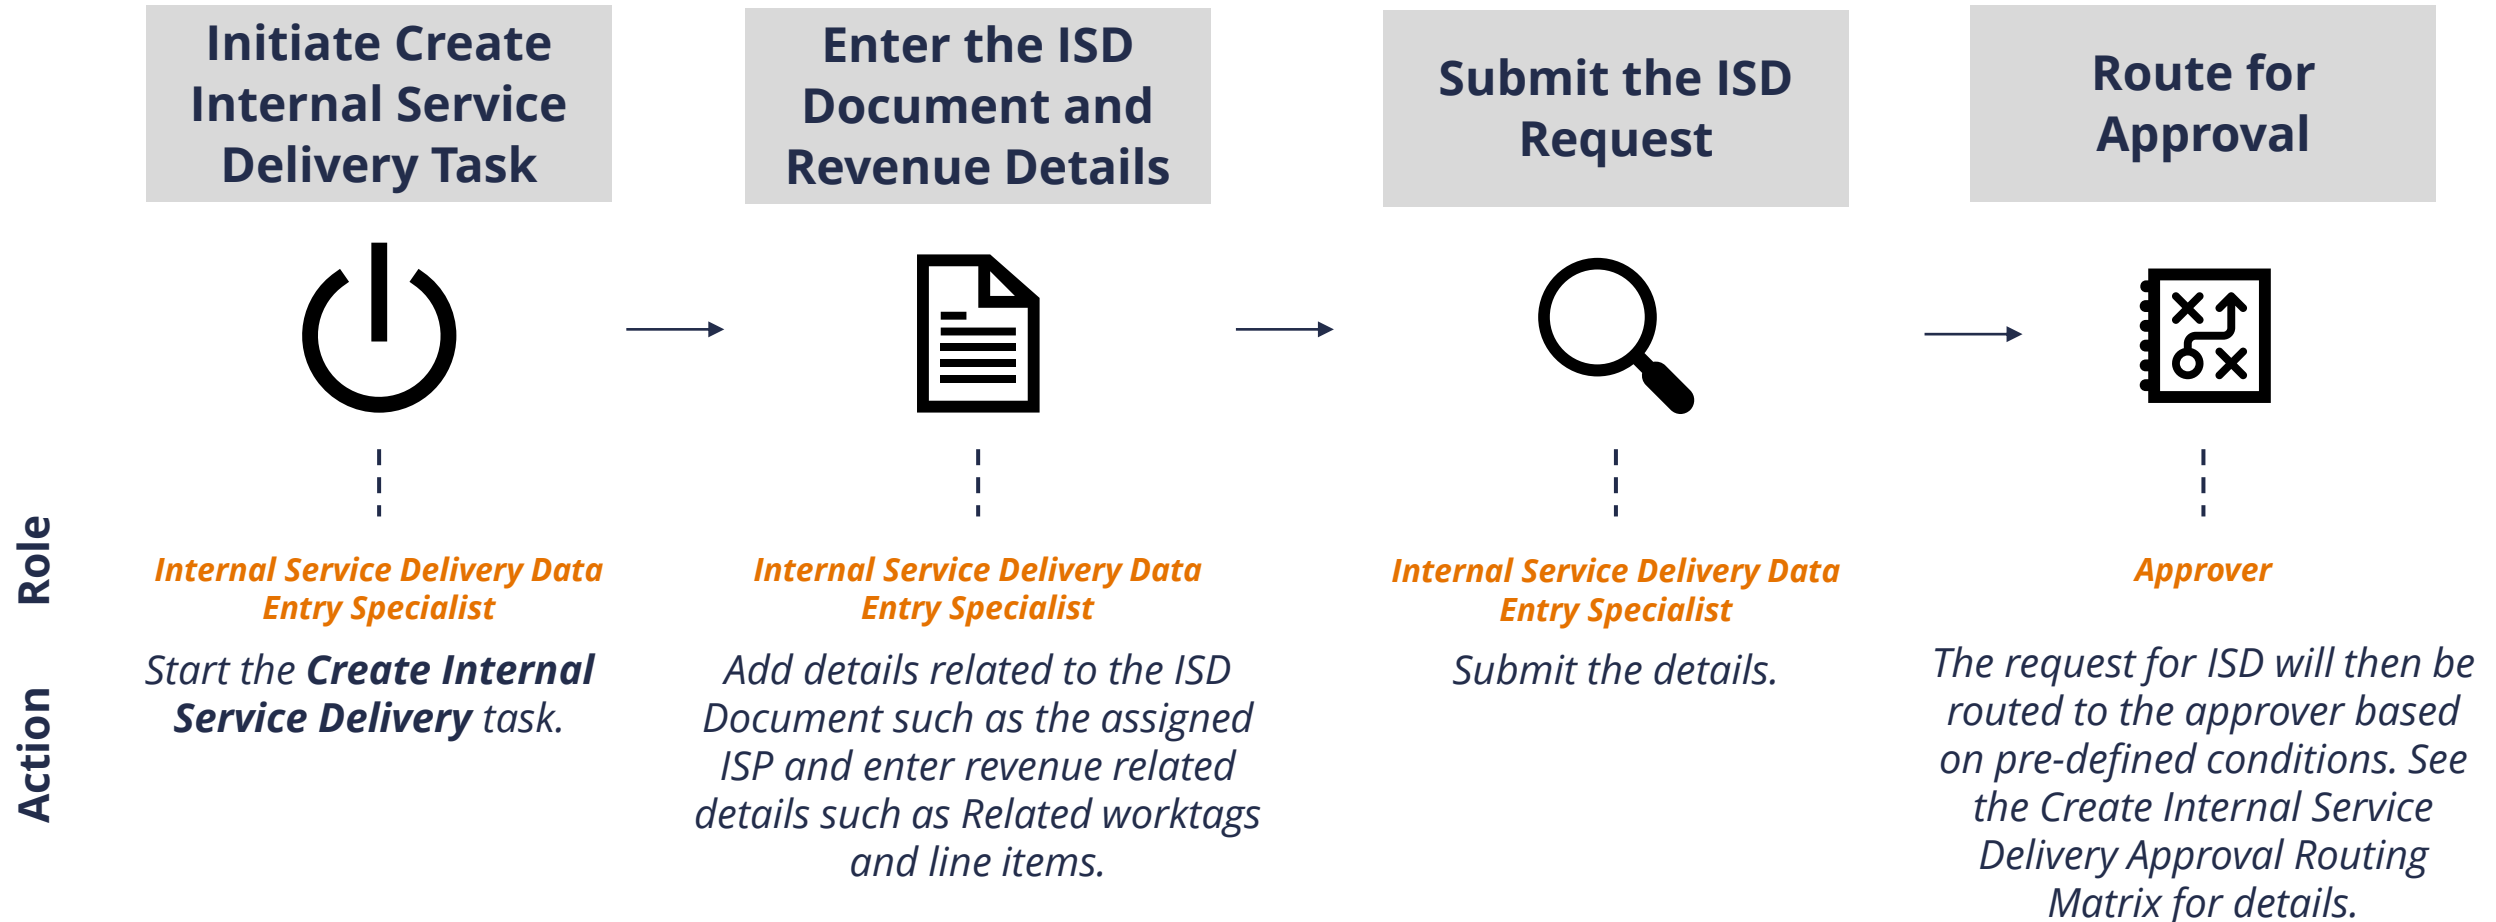 Initiate Create
Internal Service
Delivery Task
Enter the ISD
Document and
Revenue Details
Submit the ISD
Request
Route for
Approval
Role
Internal Service Delivery Data
Entry Specialist
Internal Service Delivery Data
Entry Specialist
Internal Service Delivery Data
Entry Specialist
Approver
Action
Start the Create Internal
Service Delivery task.
Add details related to the ISD
Document such as the assigned
ISP and enter revenue related
details such as Related worktags
and line items.
Submit the details.
The request for ISD will then be
routed to the approver based
on pre-defined conditions. See
the Create Internal Service
Delivery Approval Routing
Matrix for details.